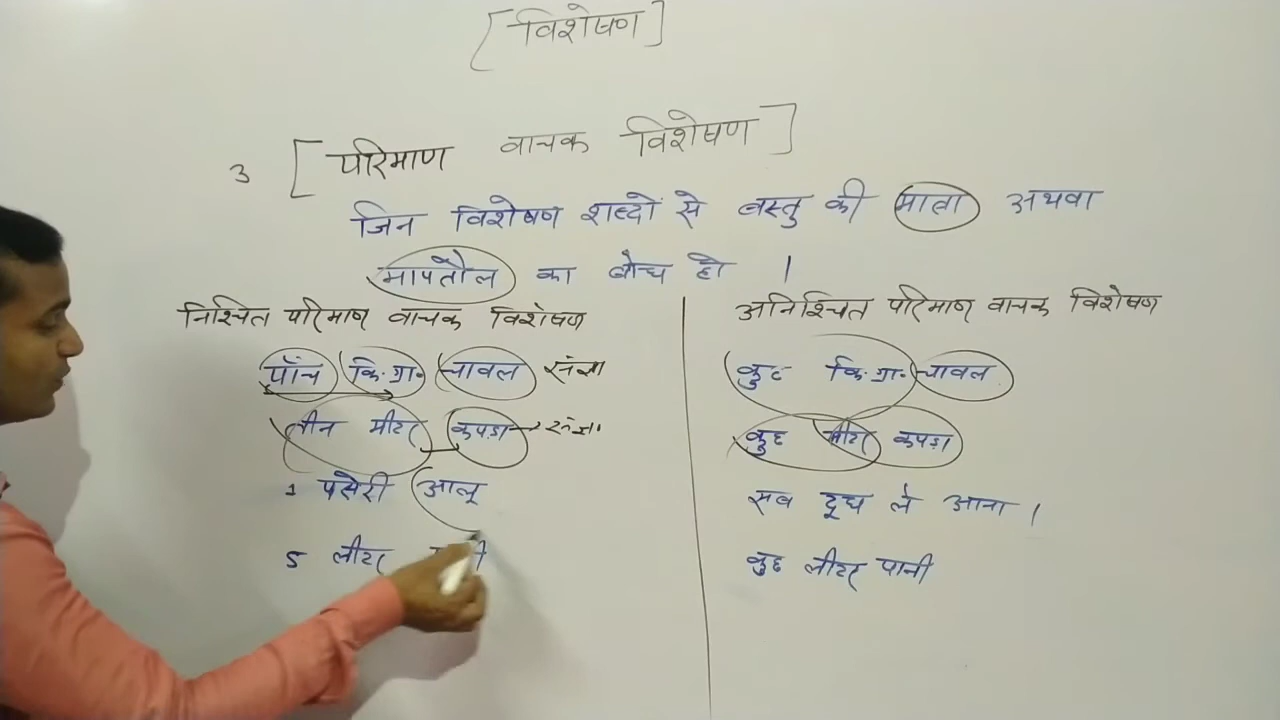 [विशेषण]
3 [परिमाण वाचक विशेषण]
जिन विशेषण शब्दों से वस्तु की मात्रा अथवा
मापतौल का बोध हो ।
निश्चित परिमाण वाचक विशेषण
पाँच कि.ग्रा. चावल संज्ञा
तीन मीटर कपड़ा → संज्ञा
1 पसेरी आलू
5 लीटर
अनिश्चित परिमाण वाचक विशेषण
कुछ कि.ग्रा. चावल
कुछ मीटर कपड़ा
सब दूध ले आना ।
कुछ लीटर पानी